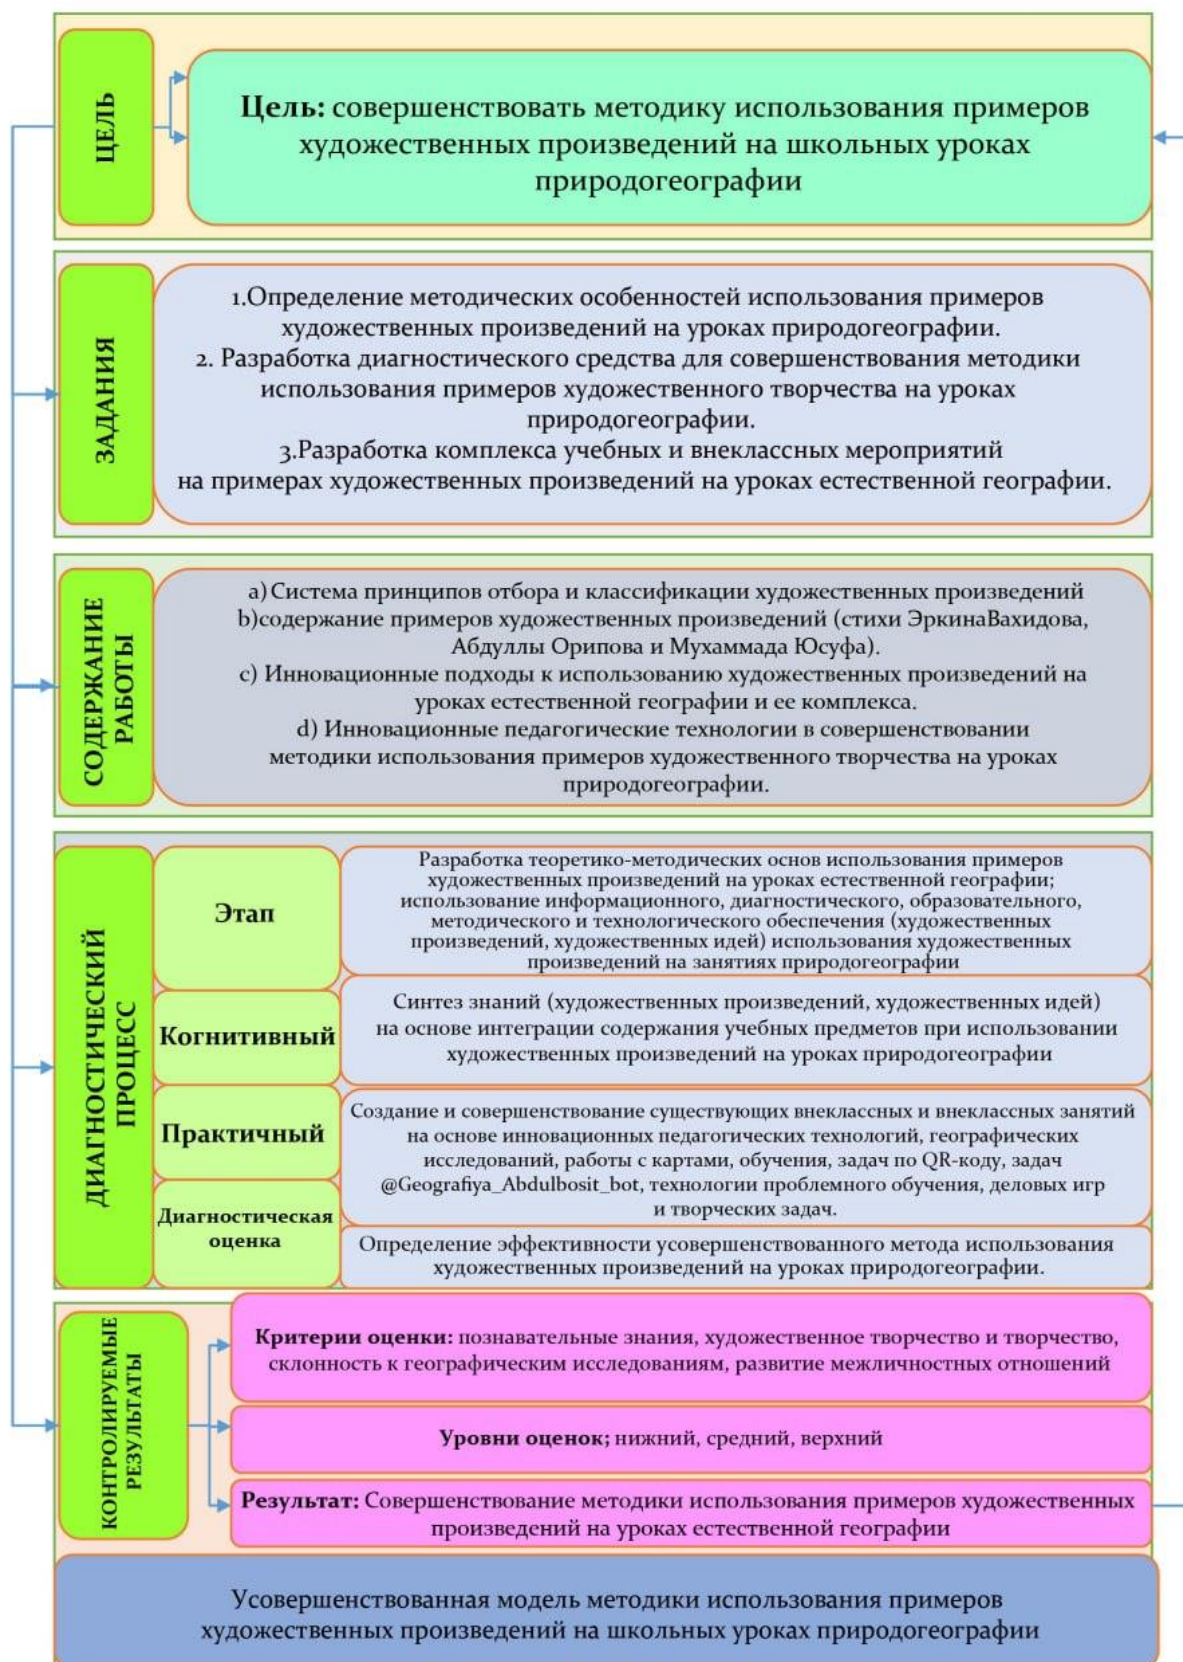 ЦЕЛЬ
Цель: совершенствовать методику использования примеров
художественных произведений на школьных уроках
природогеографии
ЗАДАНИЯ
1.Определение методических особенностей использования примеров
художественных произведений на уроках природогеографии.
2. Разработка диагностического средства для совершенствования методики
использования примеров художественного творчества на уроках
природогеографии.
3.Разработка комплекса учебных и внеклассных мероприятий
на примерах художественных произведений на уроках естественной географии.
СОДЕРЖАНИЕ
РАБОТЫ
a) Система принципов отбора и классификации художественных произведений
b)содержание примеров художественных произведений (стихи ЭркинаВахидова,
Абдуллы Орипова и Мухаммада Юсуфа).
c) Инновационные подходы к использованию художественных произведений на
уроках естественной географии и ее комплекса.
d) Инновационные педагогические технологии в совершенствовании
методики использования примеров художественного творчества на уроках
природогеографии.
ДИАГНОСТИЧЕСКИЙ
ПРОЦЕСС
Этап
Разработка теоретико-методических основ использования примеров
художественных произведений на уроках естественной географии;
использование информационного, диагностического, образовательного,
методического и технологического обеспечения (художественных
произведений, художественных идей) использования художественных
произведений на занятиях природогеографии
Когнитивный
Синтез знаний (художественных произведений, художественных идей)
на основе интеграции содержания учебных предметов при использовании
художественных произведений на уроках природогеографии
Практичный
Создание и совершенствование существующих внеклассных и внеклассных занятий
на основе инновационных педагогических технологий, географических
исследований, работы с картами, обучения, задач по QR-коду, задач
@Geografiya_Abdulbosit_bot, технологии проблемного обучения, деловых игр
и творческих задач.
Диагностическая
оценка
Определение эффективности усовершенствованного метода использования
художественных произведений на уроках природогеографии.
КОНТРОЛИРУЕМЫЕ
РЕЗУЛЬТАТЫ
Критерии оценки: познавательные знания, художественное творчество и творчество,
склонность к географическим исследованиям, развитие межличностных отношений
Уровни оценок; нижний, средний, верхний
Результат: Совершенствование методики использования примеров художественных
произведений на уроках естественной географии
Усовершенствованная модель методики использования примеров
художественных произведений на школьных уроках природогеографии